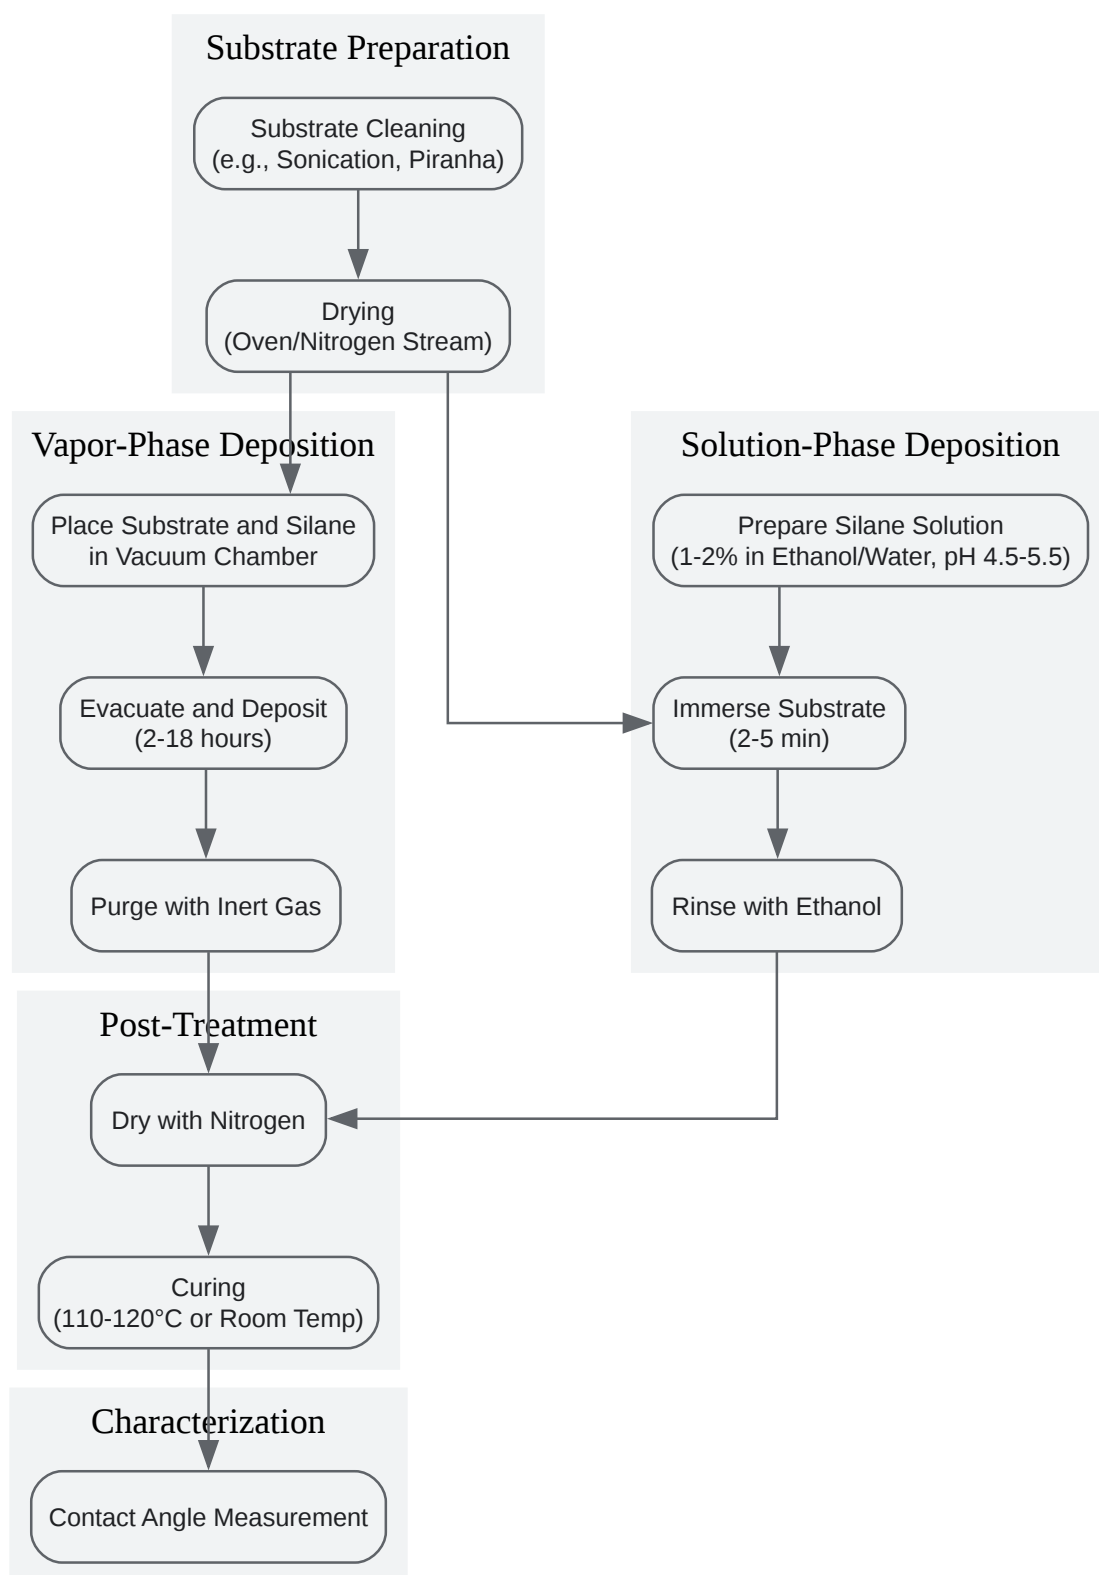 Substrate Preparation
Substrate Cleaning
(e.g., Sonication, Piranha)
Drying
(Oven/Nitrogen Stream)
Vapor-Phase Deposition
Place Substrate and Silane
in Vacuum Chamber
Evacuate and Deposit
(2-18 hours)
Purge with Inert Gas
Solution-Phase Deposition
Prepare Silane Solution
(1-2% in Ethanol/Water, pH 4.5-5.5)
Immerse Substrate
(2-5 min)
Rinse with Ethanol
Post-Treatment
Dry with Nitrogen
Curing
(110-120°C or Room Temp)
Characterization
Contact Angle Measurement